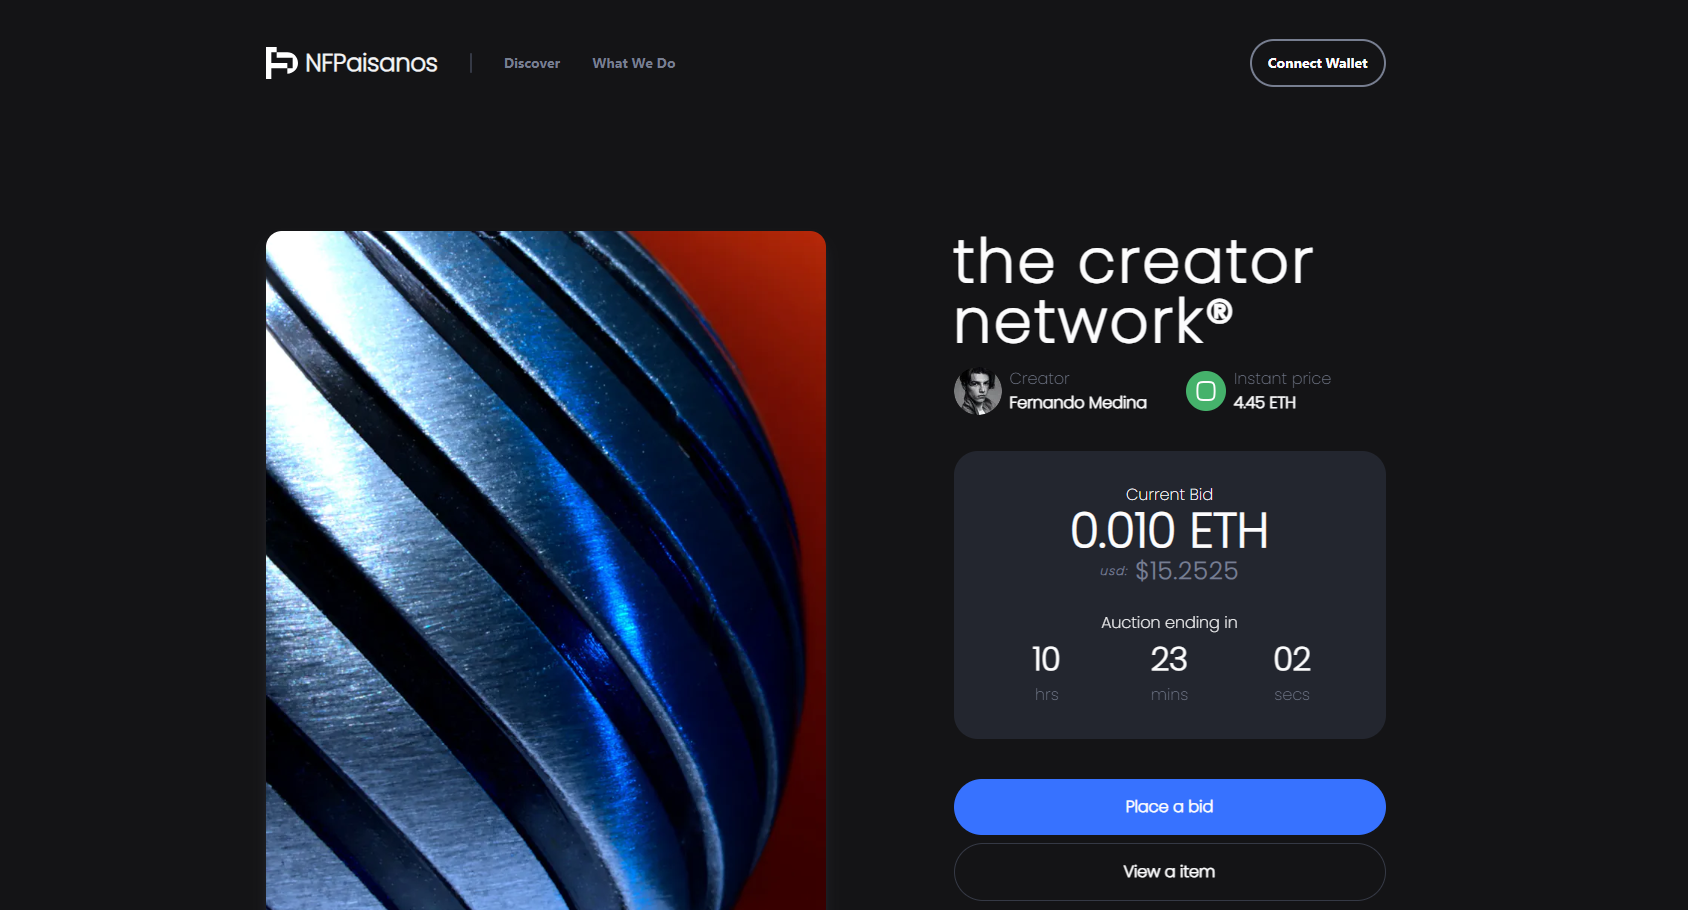 NFPaisanos
Discover
What We Do
Connect Wallet
the creator
network®
Creator
Fernando Medina
Instant price
4.45 ETH
Current Bid
0.010 ETH
usd: $15.2525
Auction ending in
10 23 02
hrs mins secs
Place a bid
View a item